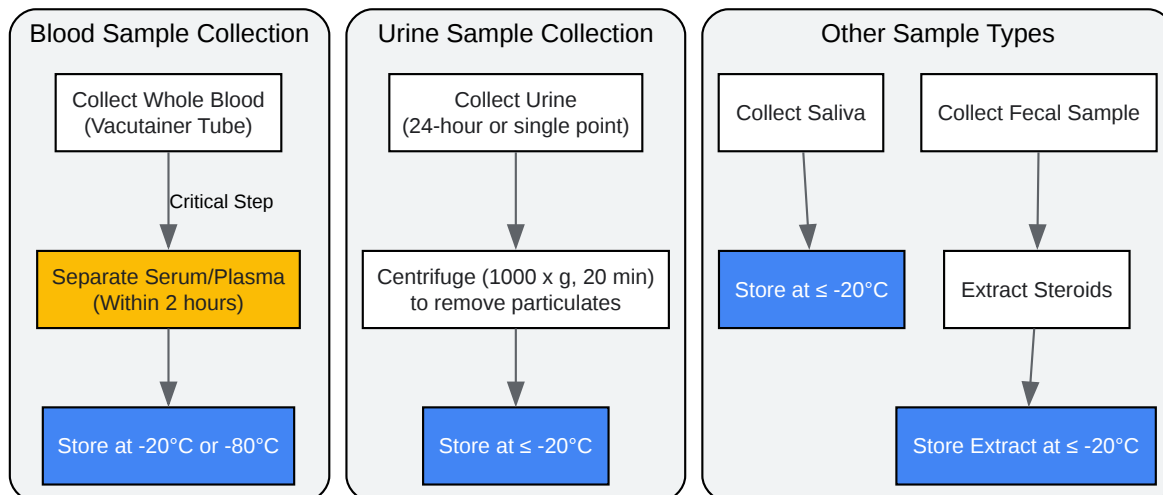 Blood Sample Collection
Collect Whole Blood
(Vacutainer Tube)
Critical Step
Separate Serum/Plasma
(Within 2 hours)
Store at -20°C or -80°C
Urine Sample Collection
Collect Urine
(24-hour or single point)
Centrifuge (1000 x g, 20 min)
to remove particulates
Store at ≤ -20°C
Other Sample Types
Collect Saliva
Store at ≤ -20°C
Collect Fecal Sample
Extract Steroids
Store Extract at ≤ -20°C